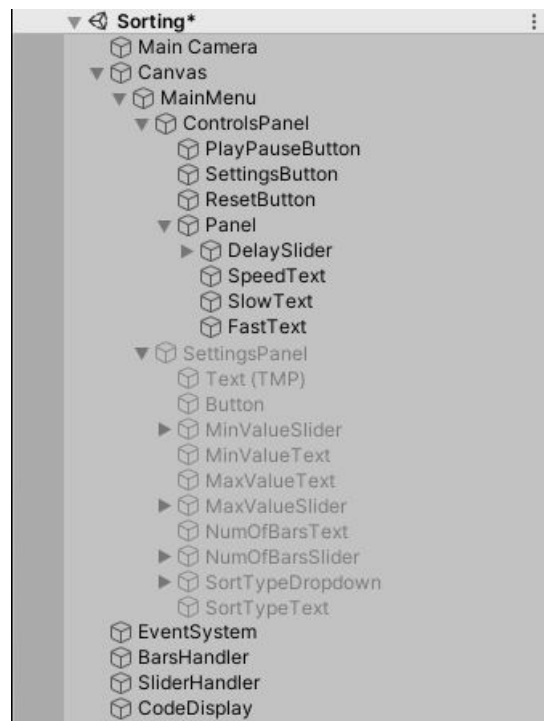 Sorting*
Main Camera
Canvas
MainMenu
ControlsPanel
PlayPauseButton
SettingsButton
ResetButton
Panel
DelaySlider
SpeedText
SlowText
FastText
SettingsPanel
Text (TMP)
Button
MinValueSlider
MinValueText
MaxValueText
MaxValueSlider
NumOfBarsText
NumOfBarsSlider
SortTypeDropdown
SortTypeText
EventSystem
BarsHandler
SliderHandler
CodeDisplay